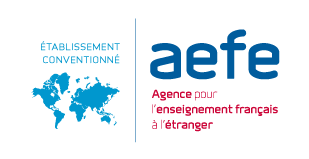 ÉTABLISSEMENT
CONVENTIONNÉ
aefe
Agence pour
l'enseignement français
à l'étranger